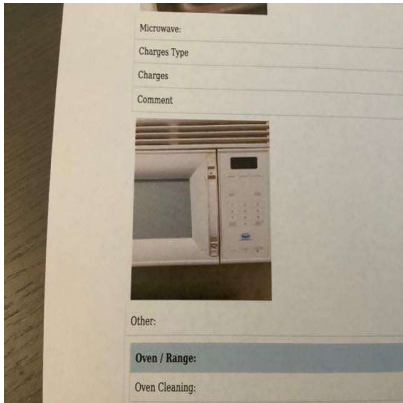 Microwave:
Charges Type
Charges
Comment
Other:
Oven / Range:
Oven Cleaning: